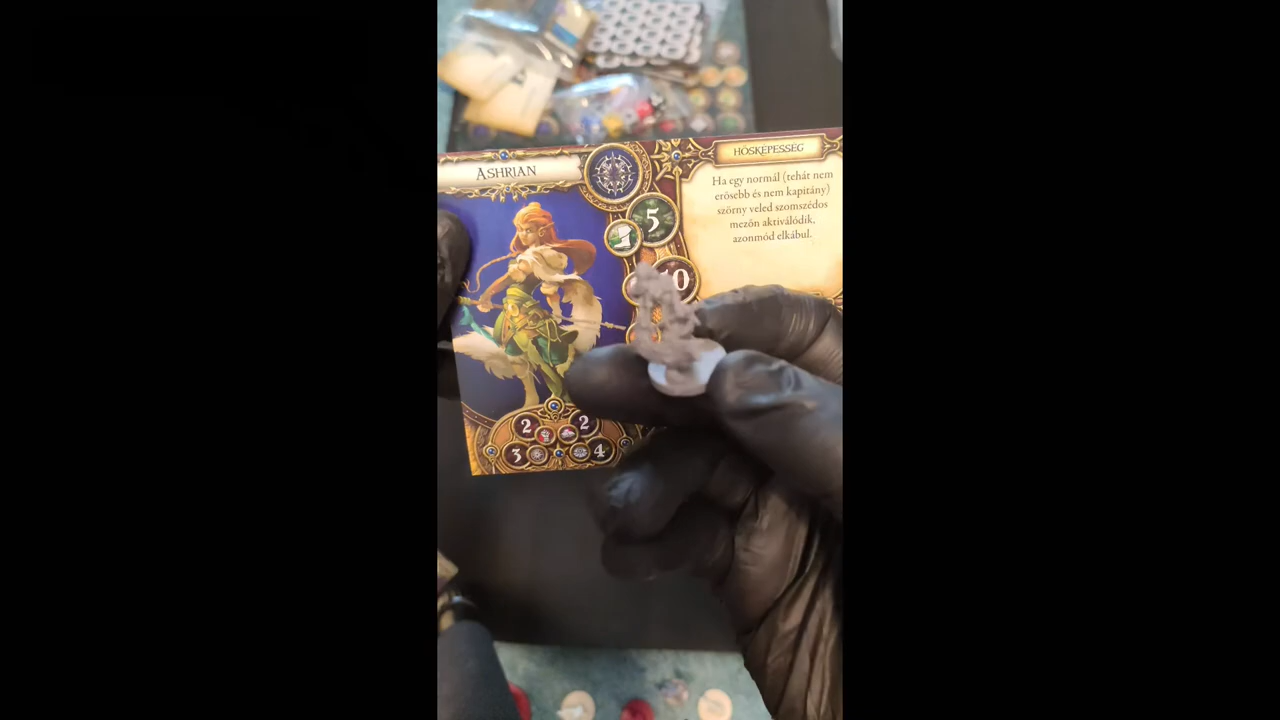 ASHRIAN
HŐSKÉPESSÉG
Ha egy normál (tehát nem
erősebb és nem kapitány)
szörny veled szomszédos
mezőn aktiválódik,
azonmód elkábul.
5
10
2 2
3 4